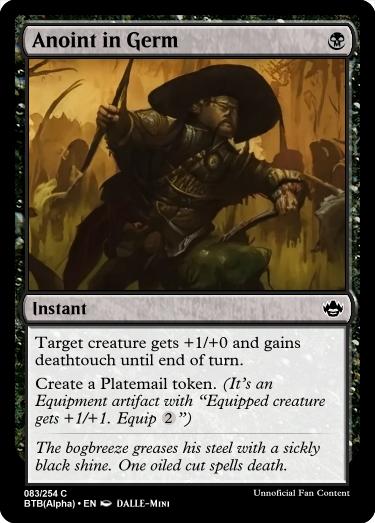 Anoint in Germ
Instant
Target creature gets +1/+0 and gains
deathtouch until end of turn.
Create a Platemail token. (It's an
Equipment artifact with “Equipped creature
gets +1/+1. Equip 2 ”)
The bogbreeze greases his steel with a sickly
black shine. One oiled cut spells death.
083/254 C
BTB(Alpha) • EN DALLE-Mini
Unnoficial Fan Content